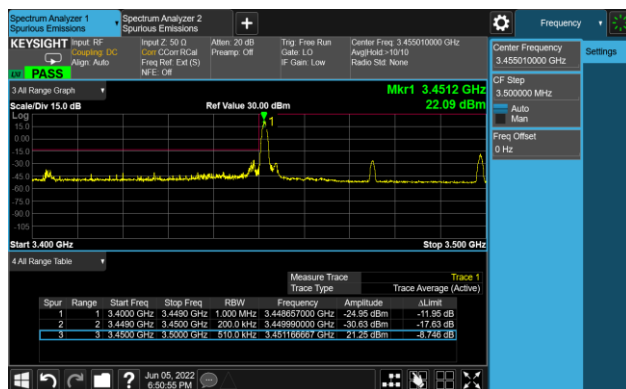 Spectrum Analyzer 1
Spurious Emissions
Spectrum Analyzer 2
Spurious Emissions
+
Frequency
KEYSIGHT
Input: RF
Coupling: DC
Align: Auto
Input Z: 50 Ω
Corr CCorr RCal
Freq Ref: Ext (S)
NFE: Off
Atten: 20 dB
Preamp: Off
Trig: Free Run
Gate: LO
IF Gain: Low
Center Freq: 3.455010000 GHz
Avg|Hold:>10/10
Radio Std: None
PASS
Center Frequency
3.455010000 GHz
Settings
CF Step
3.500000 MHz
Auto
Man
Freq Offset
0 Hz
3 All Range Graph
Mkr1 3.4512 GHz
Scale/Div 15.0 dB
Ref Value 30.00 dBm
22.09 dBm
Log
15.0
0.00
-15.0
-30.0
-45.0
-60.0
-75.0
-90.0
-105
1
Start 3.400 GHz
Stop 3.500 GHz
4 All Range Table
Measure Trace Trace 1
Trace Type Trace Average (Active)
Spur Range Start Freq Stop Freq RBW Frequency Amplitude ΔLimit
1 1 3.4000 GHz 3.4490 GHz 1.000 MHz 3.448657000 GHz -24.95 dBm -11.95 dB
2 2 3.4490 GHz 3.4500 GHz 200.0 kHz 3.449990000 GHz -30.63 dBm -17.63 dB
3 3 3.4500 GHz 3.5000 GHz 510.0 kHz 3.451166667 GHz 21.25 dBm -8.746 dB
?
Jun 05, 2022
6:50:55 PM